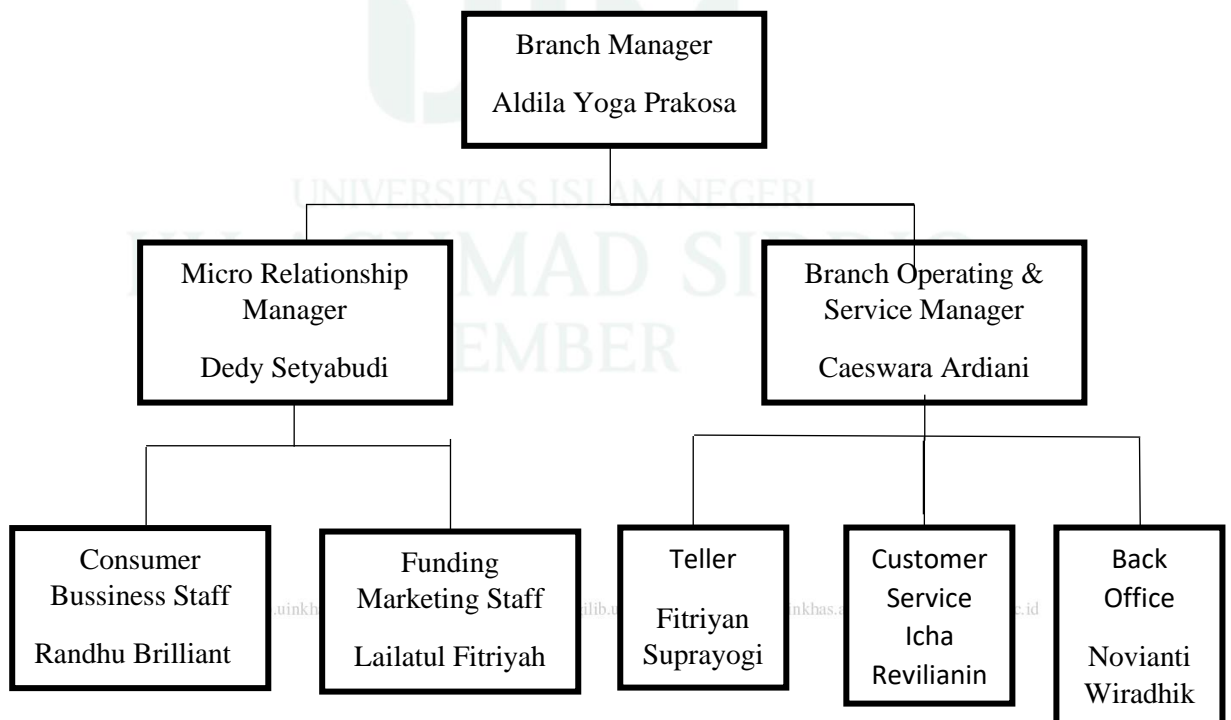 Branch Manager
Aldila Yoga Prakosa
UNIVERSITAS ISLAM NEGERI
Micro Relationship
Manager
Dedy Setyabudi
Branch Operating &
Service Manager
Caeswara Ardiani
EMBER
Consumer
Bussiness Staff
Randhu Brilliant
Funding
Marketing Staff
Lailatul Fitriyah
Teller
Fitriyan
Suprayogi
Customer
Service
Icha
Revilianin
Back
Office
Novianti
Wiradhik